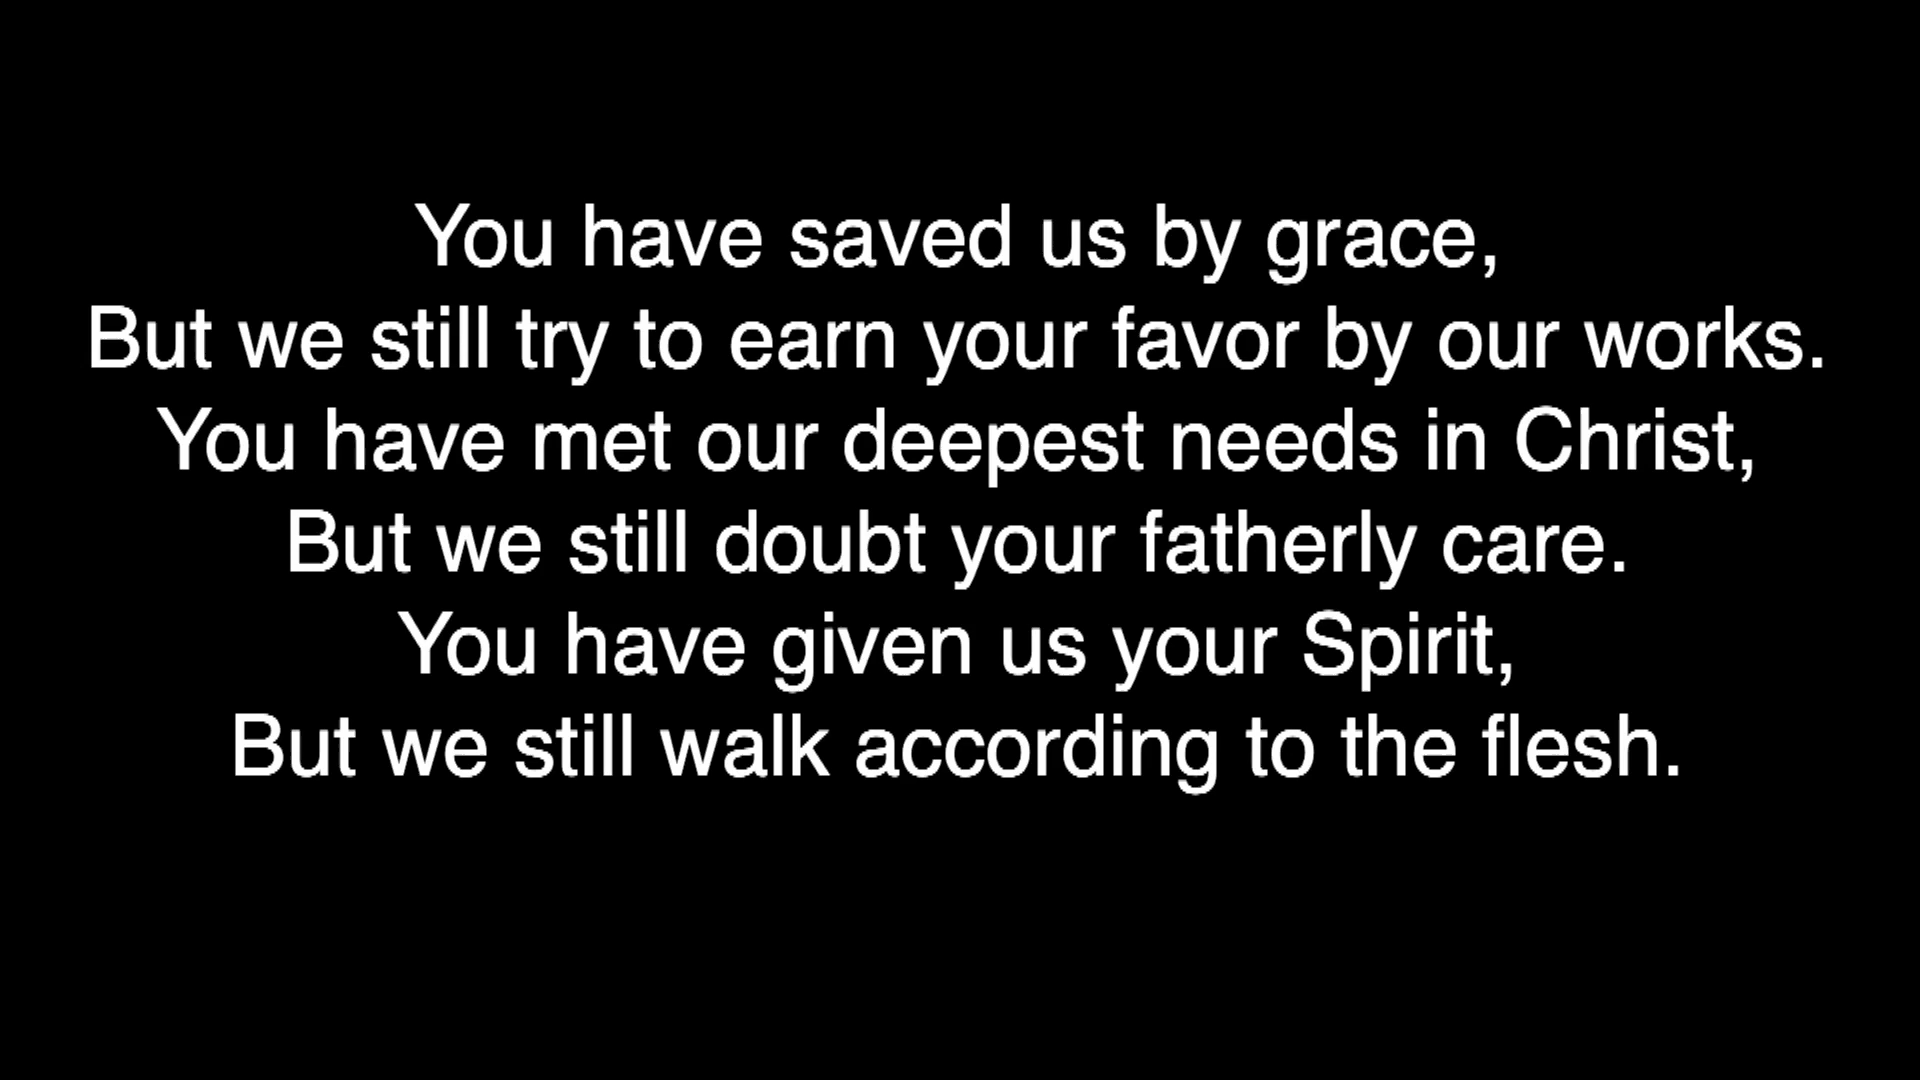 You have saved us by grace,
But we still try to earn your favor by our works.
You have met our deepest needs in Christ,
But we still doubt your fatherly care.
You have given us your Spirit,
But we still walk according to the flesh.